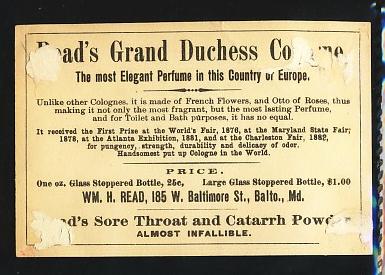 Read's Grand Duchess Cologne.
The most Elegant Perfume in this Country or Europe.
Unlike other Colognes, it is made of French Flowers, and Otto of Roses, thus
making it not only the most fragrant, but the most lasting Perfume,
and for Toilet and Bath purposes, it has no equal.
It received the First Prize at the World's Fair, 1876, at the Maryland State Fair;
1878, at the Atlanta Exhibition, 1881, and at the Charleston Fair, 1882,
for pungency, strength, durability and delicacy of odor.
Handsomest put up Cologne in the World.
PRICE.
One oz. Glass Stoppered Bottle, 25c, Large Glass Stoppered Bottle, $1.00
WM. H. READ, 185 W. Baltimore St., Balto., Md.
Read's Sore Throat and Catarrh Powder
ALMOST INFALLIBLE.